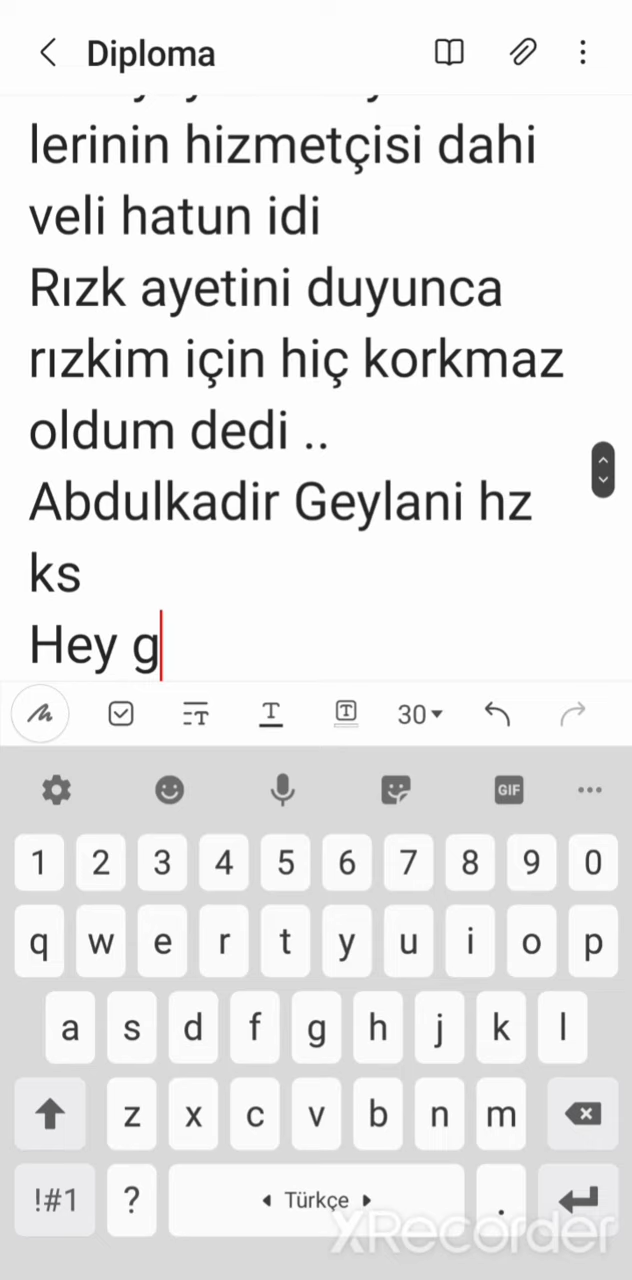 Diploma
lerinin hizmetçisi dahi
veli hatun idi
Rızk ayetini duyunca
rızkim için hiç korkmaz
oldum dedi ..
Abdulkadir Geylani hz
ks
Hey g
T T T 30
GIF
1 2 3 4 5 6 7 8 9 0
q w e r t y u i o p
a s d f g h j k l
z x c v b n m
!#1 ? Türkçe .
XRecorder